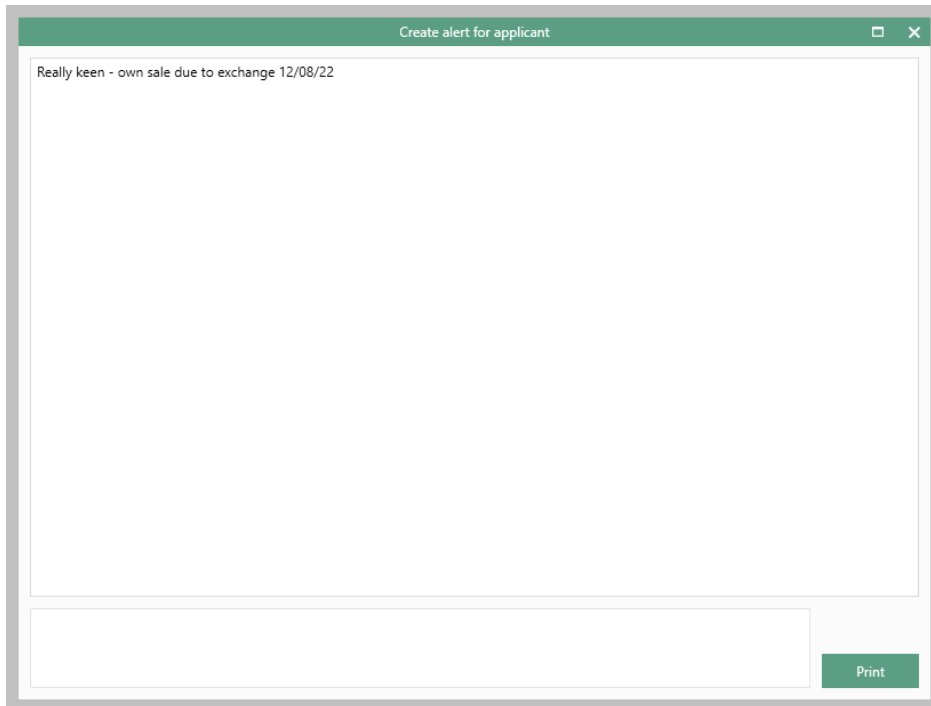 Create alert for applicant
Really keen - own sale due to exchange 12/08/22
Print